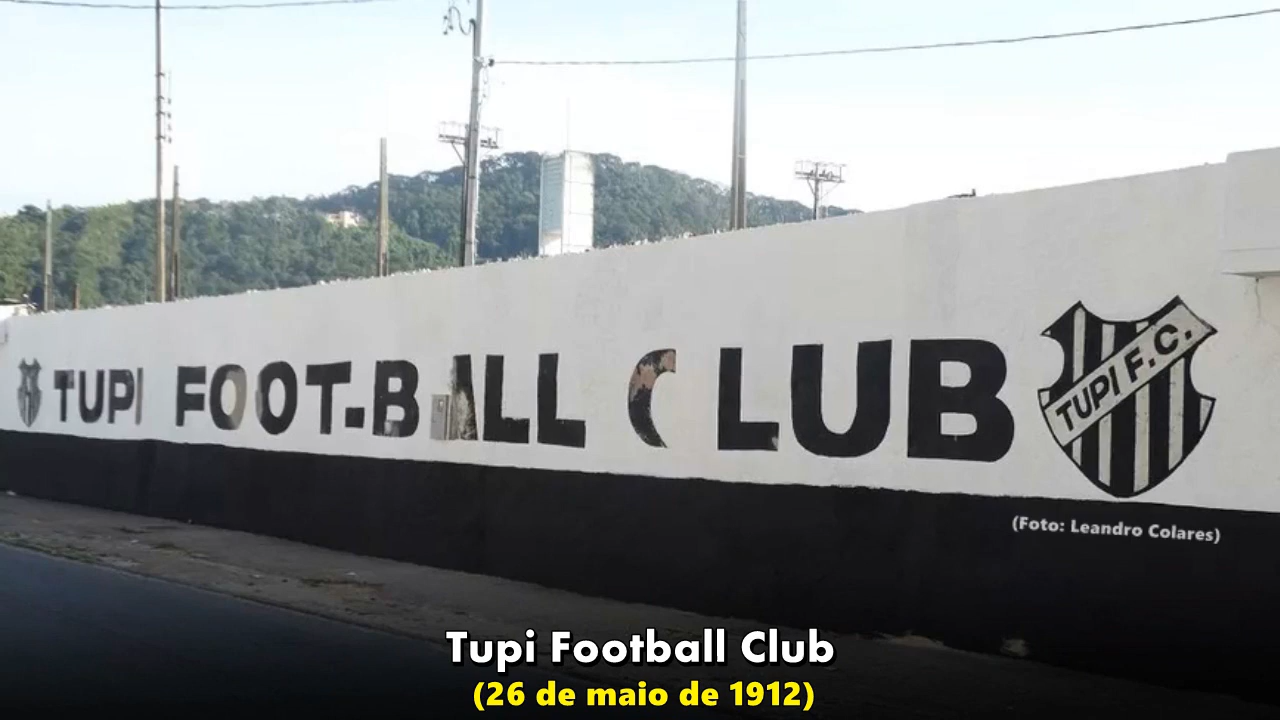 TUPI FOOT-BALL CLUB
TUPI F.C.
(Foto: Leandro Colares)
Tupi Football Club
(26 de maio de 1912)